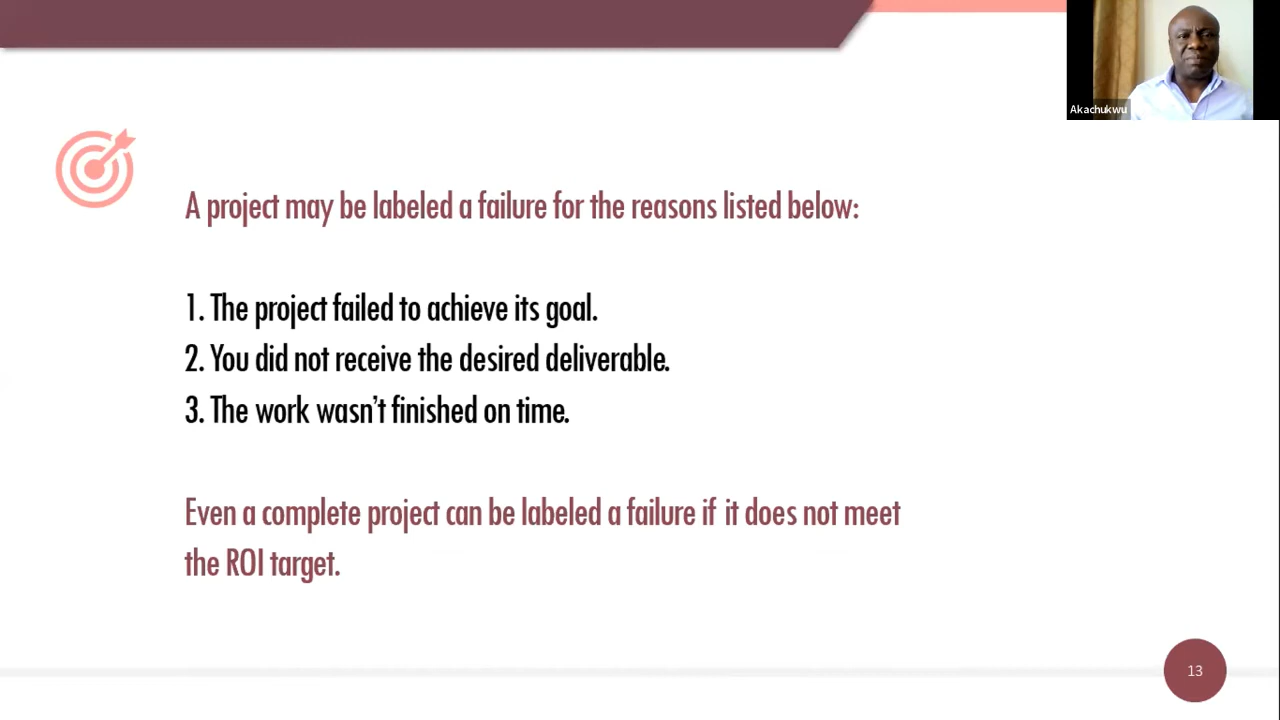 Akachukwu
A project may be labeled a failure for the reasons listed below:
1. The project failed to achieve its goal.
2. You did not receive the desired deliverable.
3. The work wasn’t finished on time.
Even a complete project can be labeled a failure if it does not meet
the ROI target.
13